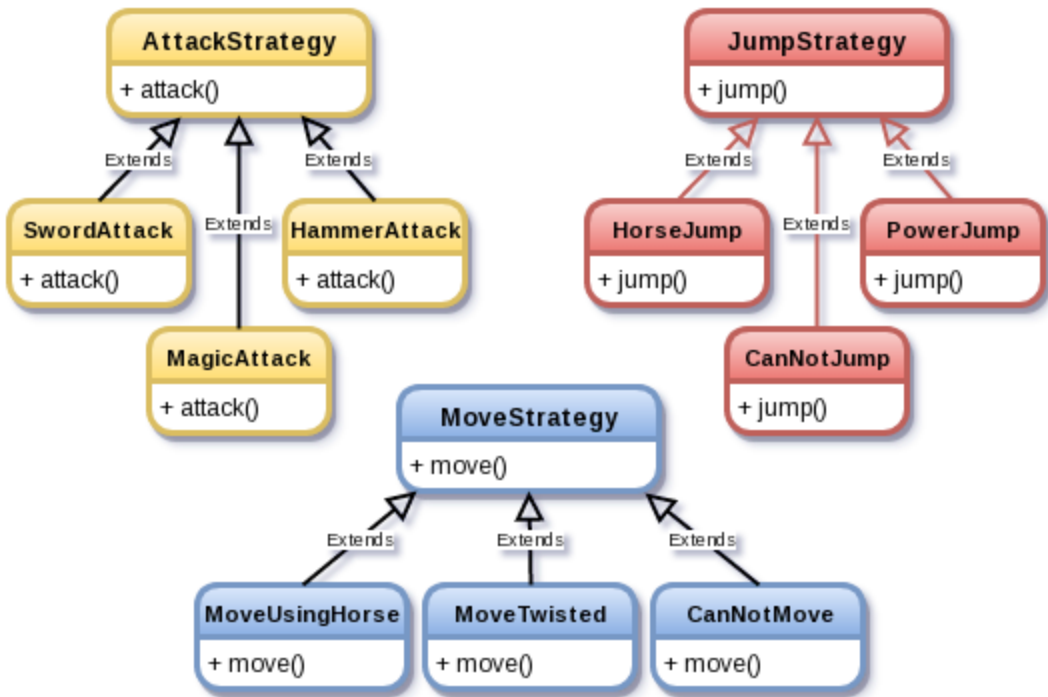 AttackStrategy
+ attack()
JumpStrategy
+ jump()
Extends
Extends
Extends
Extends
Extends
Extends
SwordAttack
+ attack()
HammerAttack
+ attack()
HorseJump
+ jump()
PowerJump
+ jump()
MagicAttack
+ attack()
CanNotJump
+ jump()
MoveStrategy
+ move()
Extends
Extends
Extends
MoveUsingHorse
+ move()
MoveTwisted
+ move()
CanNotMove
+ move()